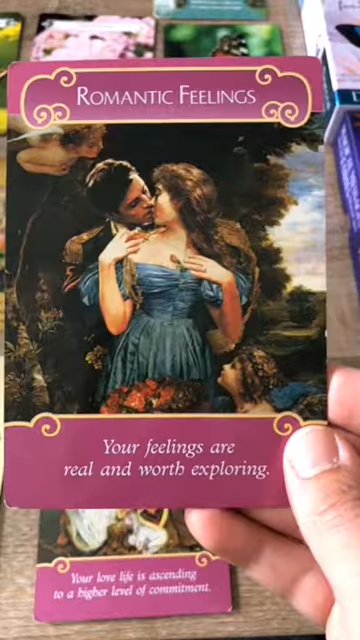 ROMANTIC FEELINGS
Your feelings are
real and worth exploring.
Your love life is ascending
to a higher level of commitment.